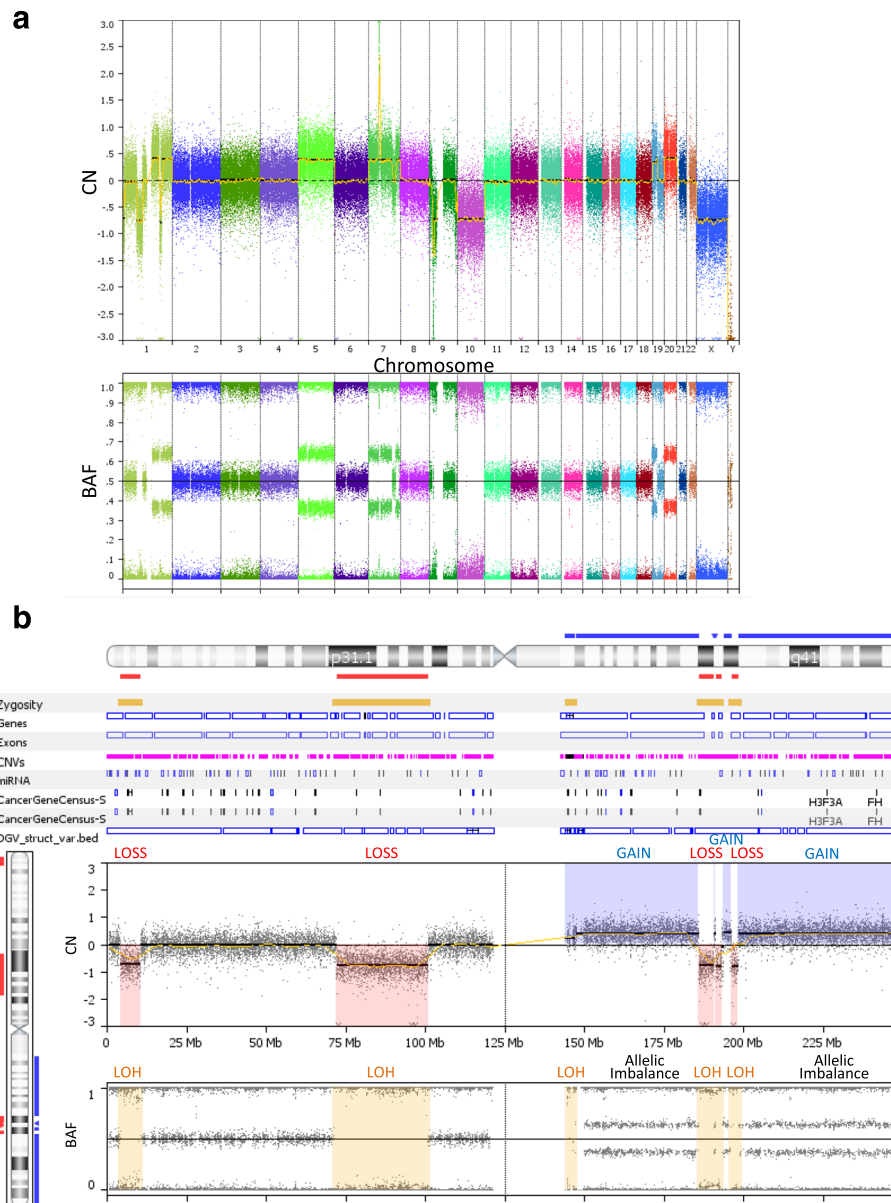 a
3.0
2.5
2.0
1.5
1.0
.5
0
-.5
-1.0
-1.5
-2.0
-2.6
-3.0
CN
1 2 3 4 5 6 7 8 9 10 11 12 13 14 15 16 17 18 19 20 21 22 X Y
Chromosome
1.0
.9
.8
.7
.6
.5
.4
.3
.2
.1
0
BAF
b
p31.1
q41
Zygosity
Genes
Exons
CNVs
miRNA
CancerGeneCensus-S
H3F3A FH
CancerGeneCensus-S
H3F3A FH
DGV_struct_var.bed
GAIN
LOSS LOSS GAIN LOSS LOSS GAIN
3
2
1
0
-1
-2
-3
CN
0 25 Mb 50 Mb 75 Mb 100 Mb 125 Mb 150 Mb 175 Mb 200 Mb 225 Mb
LOH LOH LOH Allelic Imbalance LOH LOH Allelic Imbalance
1
0
BAF